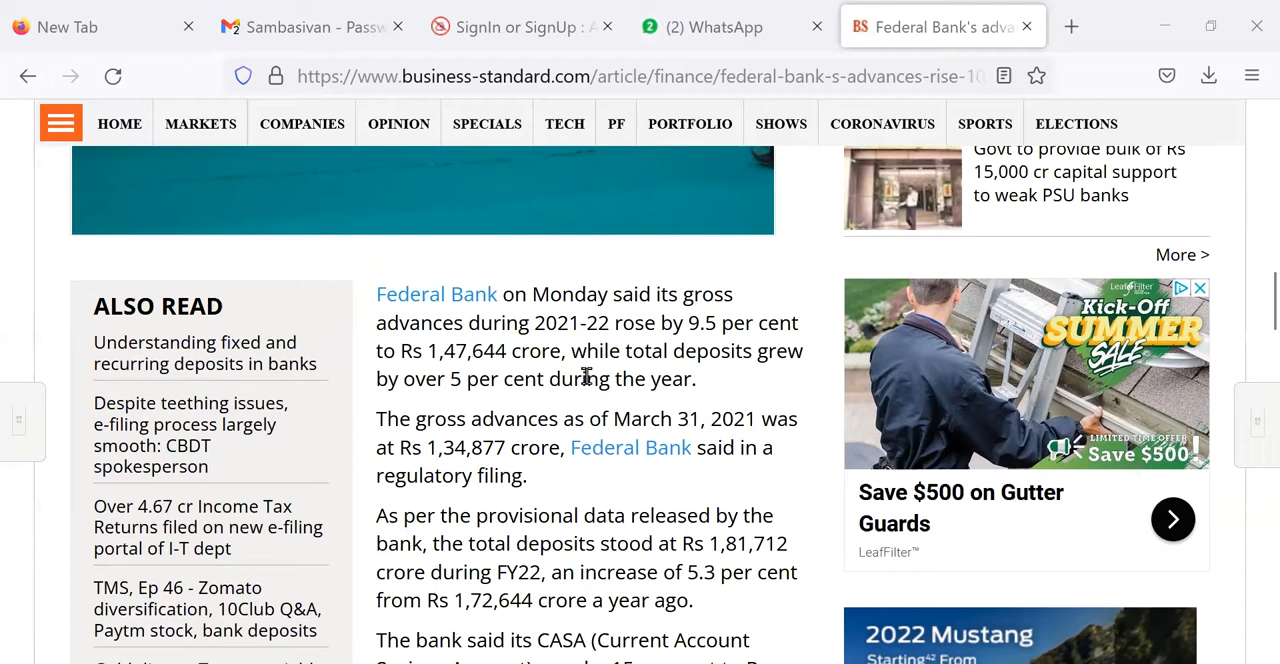 New Tab
Sambasivan - Passw
SignIn or SignUp : A
(2) WhatsApp
BS Federal Bank's adva
https://www.business-standard.com/article/finance/federal-bank-s-advances-rise-10
HOME MARKETS COMPANIES OPINION SPECIALS TECH PF PORTFOLIO SHOWS CORONAVIRUS SPORTS ELECTIONS
ALSO READ
Understanding fixed and
recurring deposits in banks
Despite teething issues,
e-filing process largely
smooth: CBDT
spokesperson
Over 4.67 cr Income Tax
Returns filed on new e-filing
portal of I-T dept
TMS, Ep 46 - Zomato
diversification, 10Club Q&A,
Paytm stock, bank deposits
Federal Bank on Monday said its gross
advances during 2021-22 rose by 9.5 per cent
to Rs 1,47,644 crore, while total deposits grew
by over 5 per cent during the year.
The gross advances as of March 31, 2021 was
at Rs 1,34,877 crore, Federal Bank said in a
regulatory filing.
As per the provisional data released by the
bank, the total deposits stood at Rs 1,81,712
crore during FY22, an increase of 5.3 per cent
from Rs 1,72,644 crore a year ago.
The bank said its CASA (Current Account
Govt to provide bulk of Rs
15,000 cr capital support
to weak PSU banks
More >
LeafFilter
Kick-Off
SUMMER
SALE
LIMITED TIME OFFER
Save $500!
Save $500 on Gutter
Guards
LeafFilter™
2022 Mustang
Starting42 From